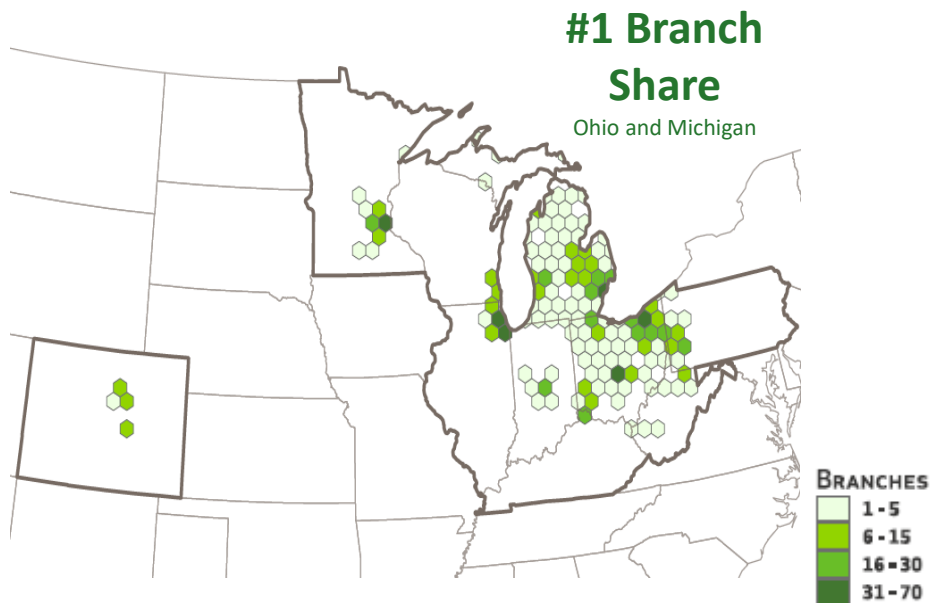 #1 Branch
Share
Ohio and Michigan
BRANCHES
1-5
6-15
16-30
31-70